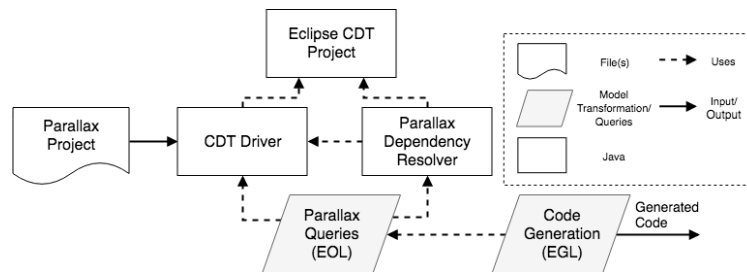 Eclipse CDT
Project
File(s)
Uses
Model
Transformation/
Queries
Input/
Output
Java
Parallax
Project
CDT Driver
Parallax
Dependency
Resolver
Parallax
Queries
(EOL)
Code
Generation
(EGL)
Generated
Code